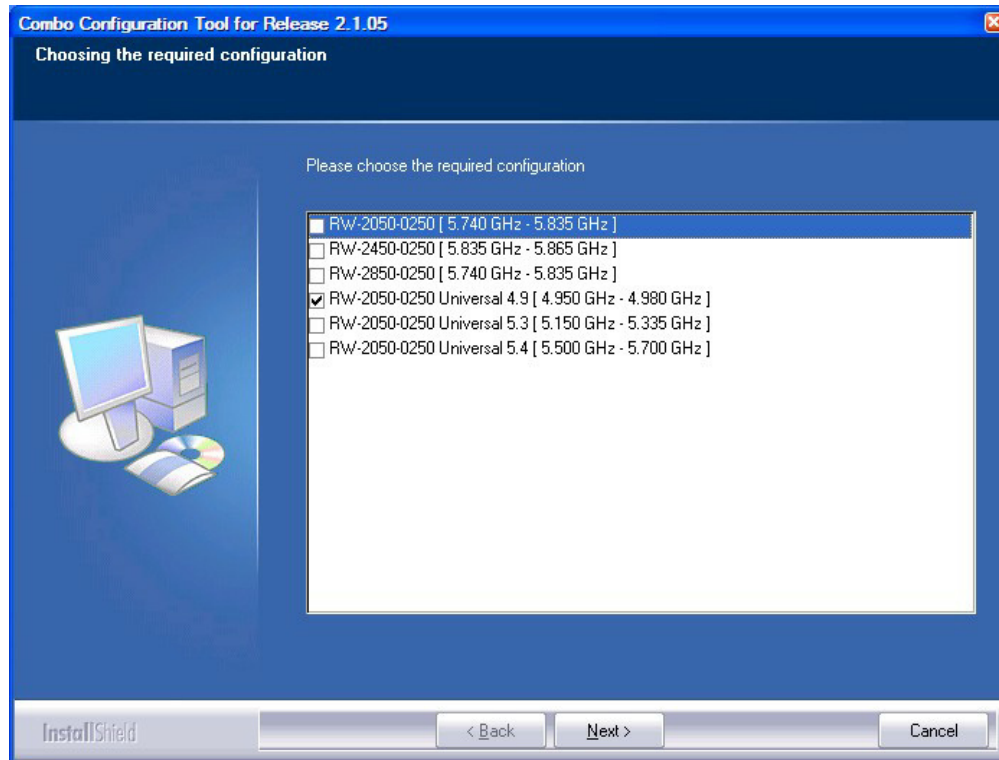 Combo Configuration Tool for Release 2.1.05
Choosing the required configuration
Please choose the required configuration
RW-2050-0250 [ 5.740 GHz - 5.835 GHz ]
RW-2450-0250 [ 5.835 GHz - 5.865 GHz ]
RW-2850-0250 [ 5.740 GHz - 5.835 GHz ]
RW-2050-0250 Universal 4.9 [ 4.950 GHz - 4.980 GHz ]
RW-2050-0250 Universal 5.3 [ 5.150 GHz - 5.335 GHz ]
RW-2050-0250 Universal 5.4 [ 5.500 GHz - 5.700 GHz ]
InstallShield
< Back
Next >
Cancel